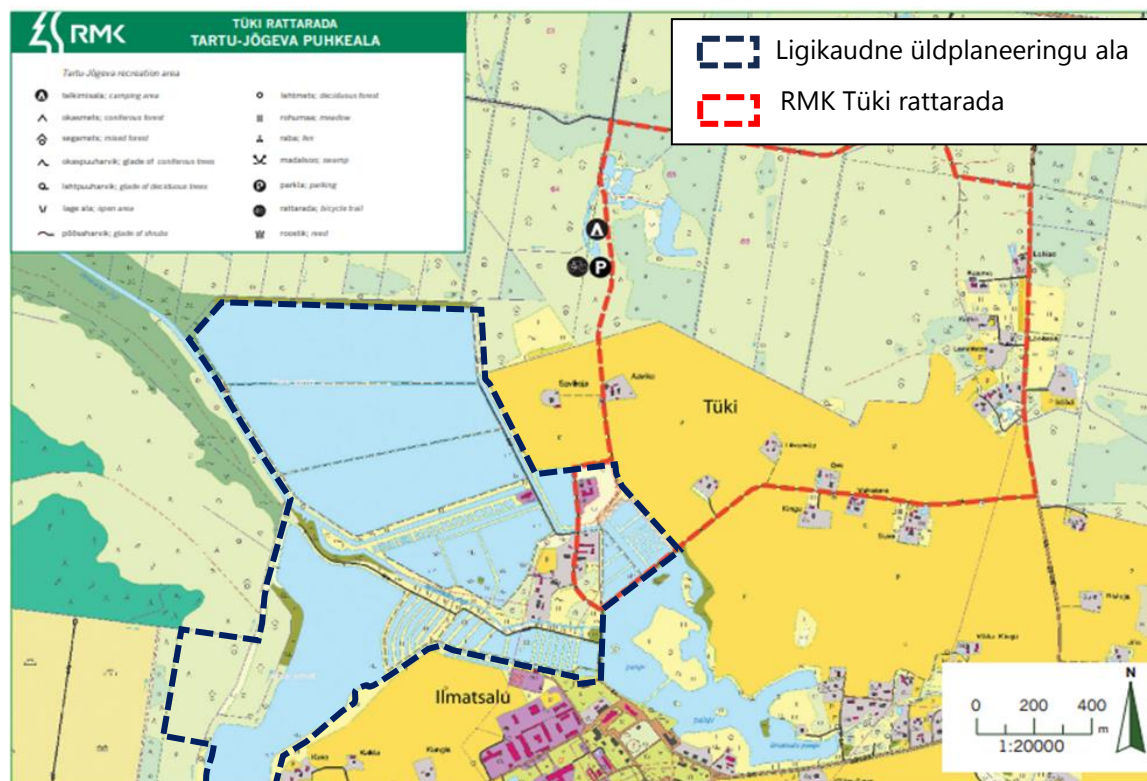 RMK
TÜKI RATTARADA
TARTU-JÕGEVA PUHKEALA
Tartu-Jõgeva recreation area
telkimisala; camping area
okasmets; coniferous forest
segamets; mixed forest
okaspuuharvik; glade of coniferous trees
lehtpuuharvik; glade of deciduous trees
lage ala; open area
põõsaharvik; glade of shrubs
lehtmets; deciduous forest
rohumaa; meadow
raba; fen
madalsoo; swamp
parkla; parking
rattarada; bicycle trail
roostik; reed
Ligikaudne üldplaneeringu ala
RMK Tüki rattarada
P
Tüki
Ilmatsalu
N
0 200 400
m
1:20000